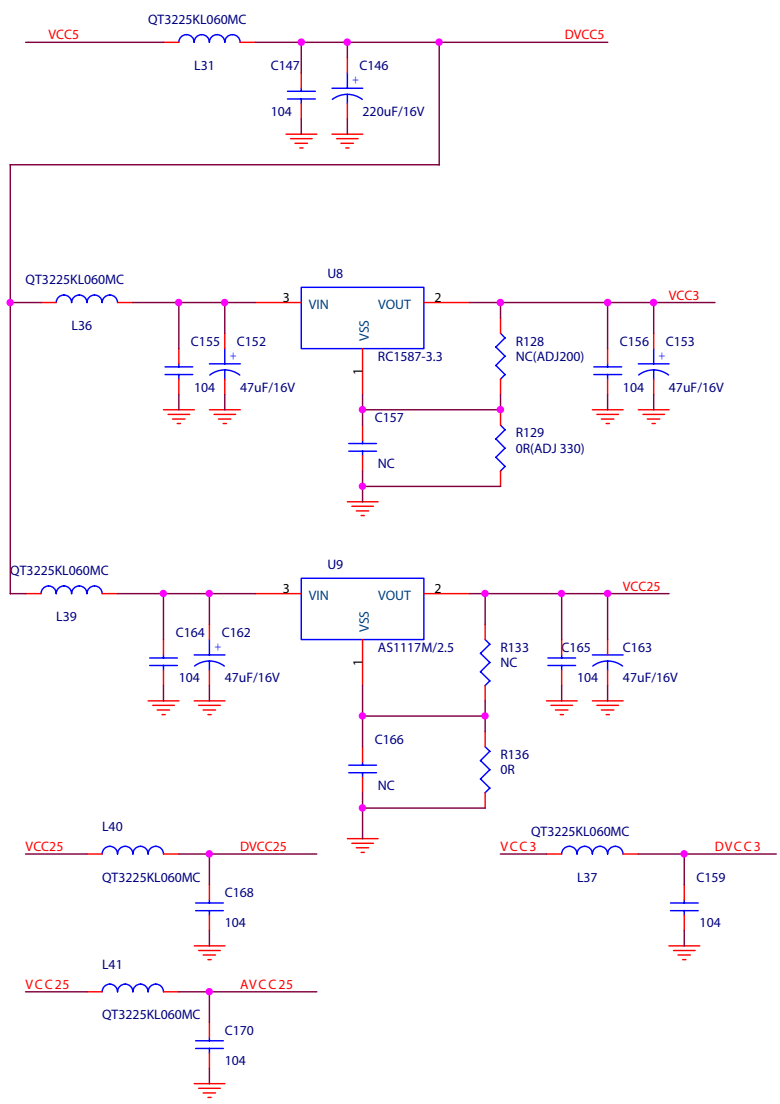 QT3225KL060MC
VCC5
DVCC5
L31
C147
C146
+
104
220uF/16V
QT3225KL060MC
L36
U8
3
VIN
VOUT
2
VSS
1
RC1587-3.3
VCC3
C155
C152
+
104
47uF/16V
R128
NC(ADJ200)
C156
C153
+
104
47uF/16V
C157
NC
R129
0R(ADJ 330)
QT3225KL060MC
L39
U9
3
VIN
VOUT
2
VSS
1
AS1117M/2.5
VCC25
C164
C162
+
104
47uF/16V
R133
NC
C165
C163
104
47uF/16V
C166
NC
R136
0R
L40
VCC25
DVCC25
QT3225KL060MC
C168
104
QT3225KL060MC
VCC3
DVCC3
L37
C159
104
L41
VCC25
AVCC25
QT3225KL060MC
C170
104